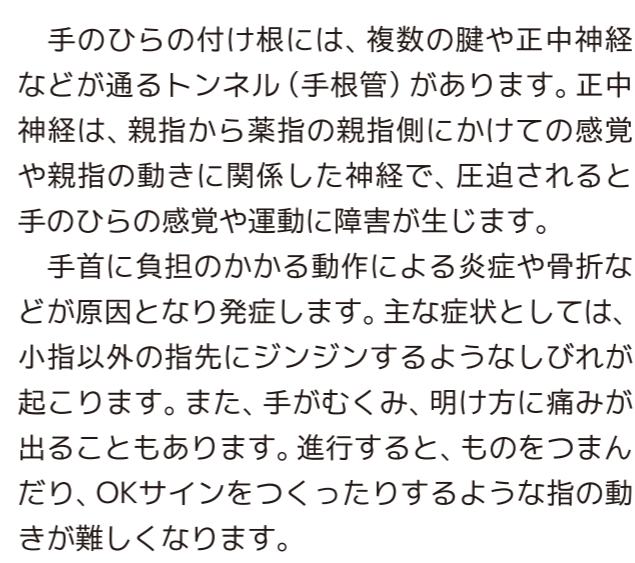 手のひらの付け根には、複数の腱や正中神経
などが通るトンネル（手根管）があります。正中
神経は、親指から薬指の親指側にかけての感覚
や親指の動きに関係した神経で、圧迫されると
手のひらの感覚や運動に障害が生じます。
　手首に負担のかかる動作による炎症や骨折な
どが原因となり発症します。主な症状としては、
小指以外の指先にジンジンするようなしびれが
起こります。また、手がむくみ、明け方に痛みが
出ることもあります。進行すると、ものをつまん
だり、OKサインをつくったりするような指の動
きが難しくなります。